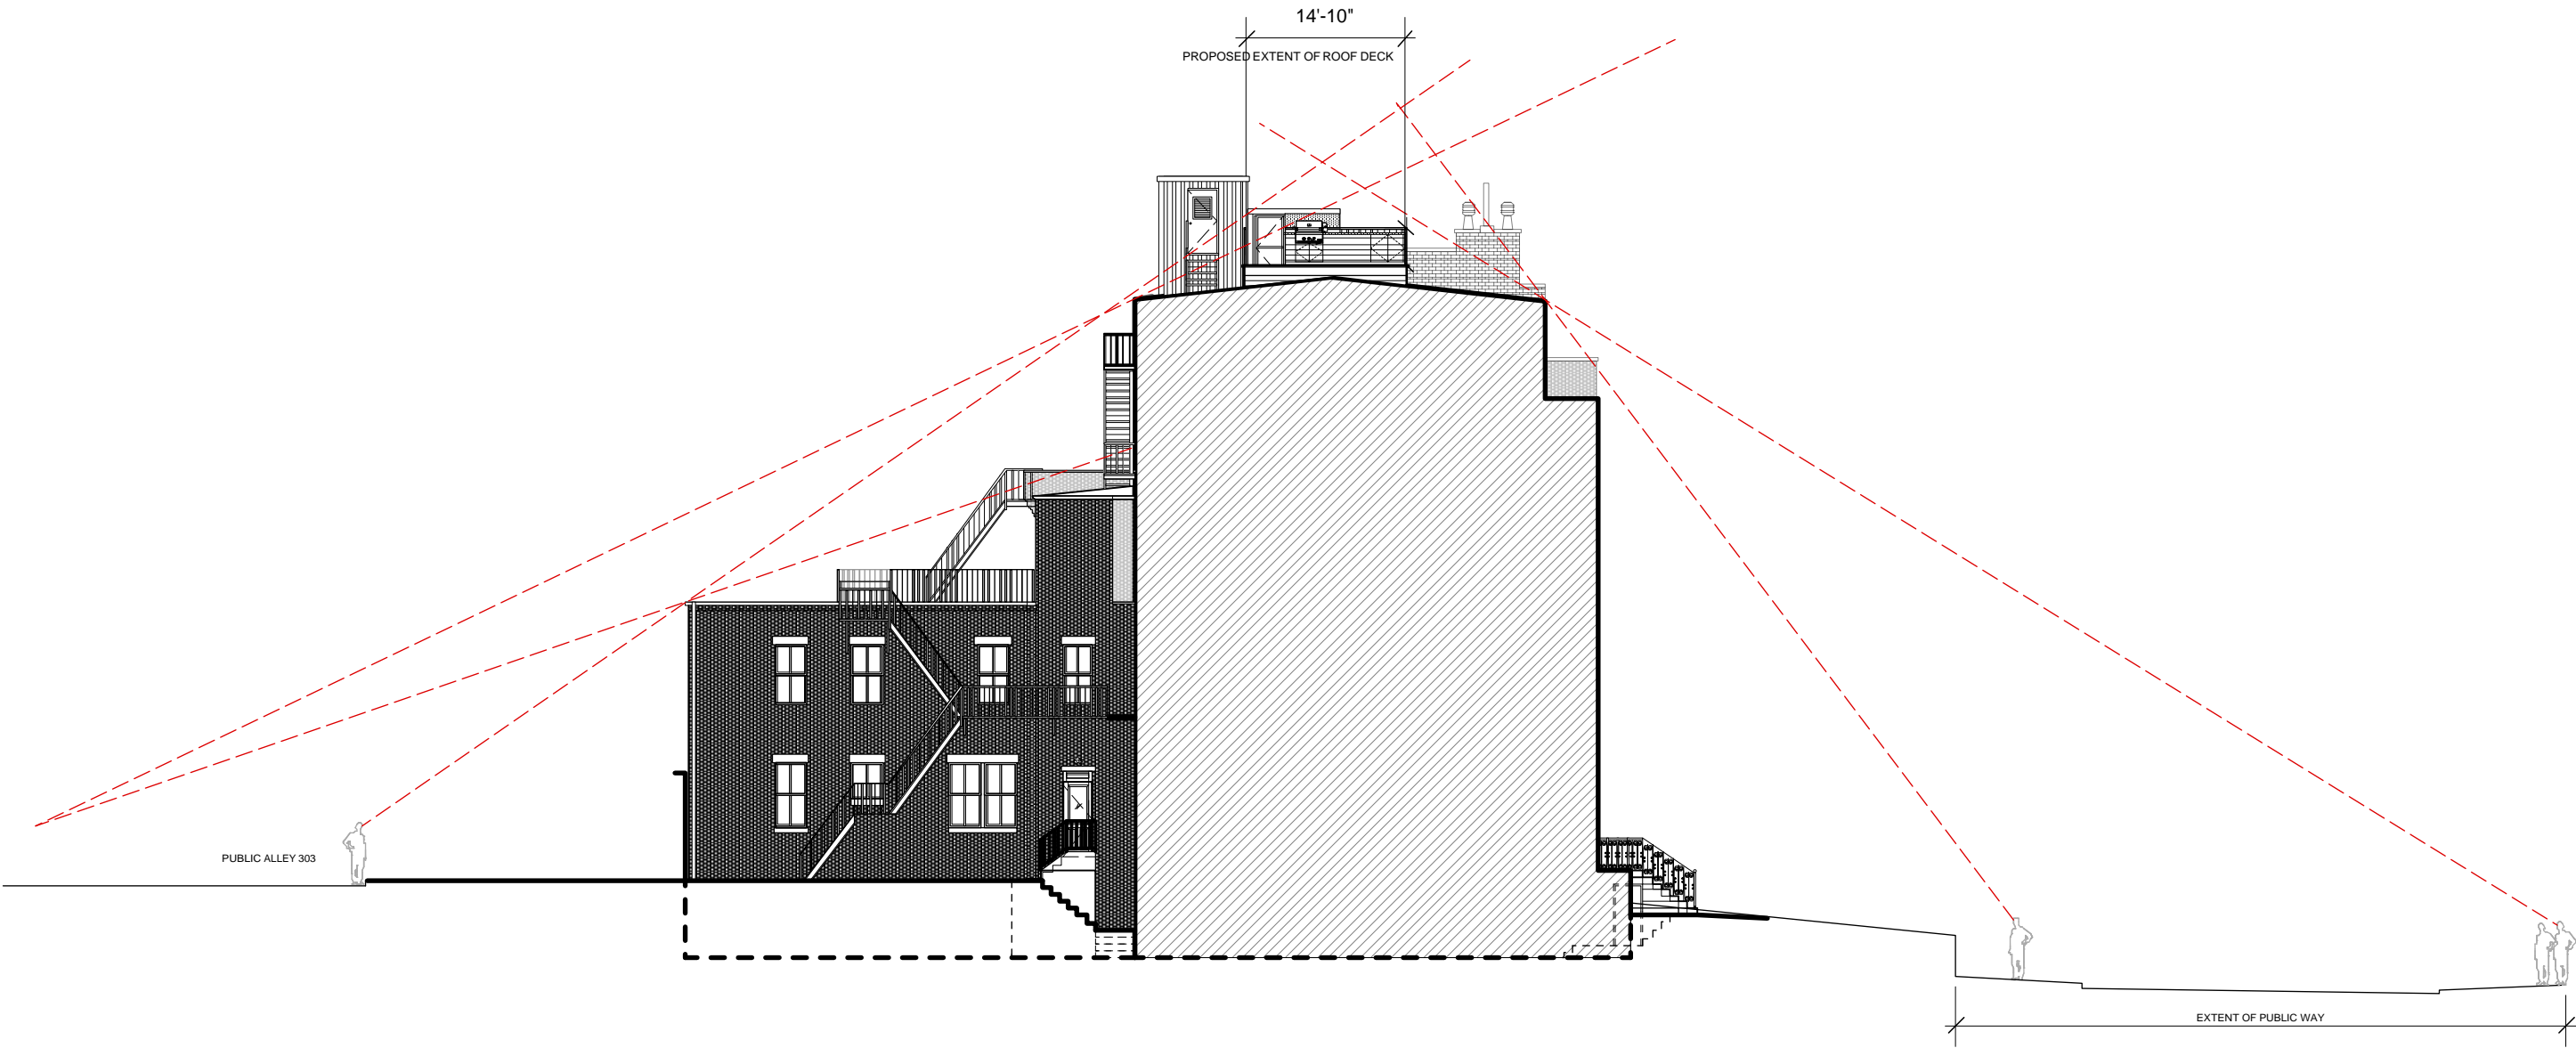 14'-10"
PROPOSED EXTENT OF ROOF DECK
PUBLIC ALLEY 303
EXTENT OF PUBLIC WAY